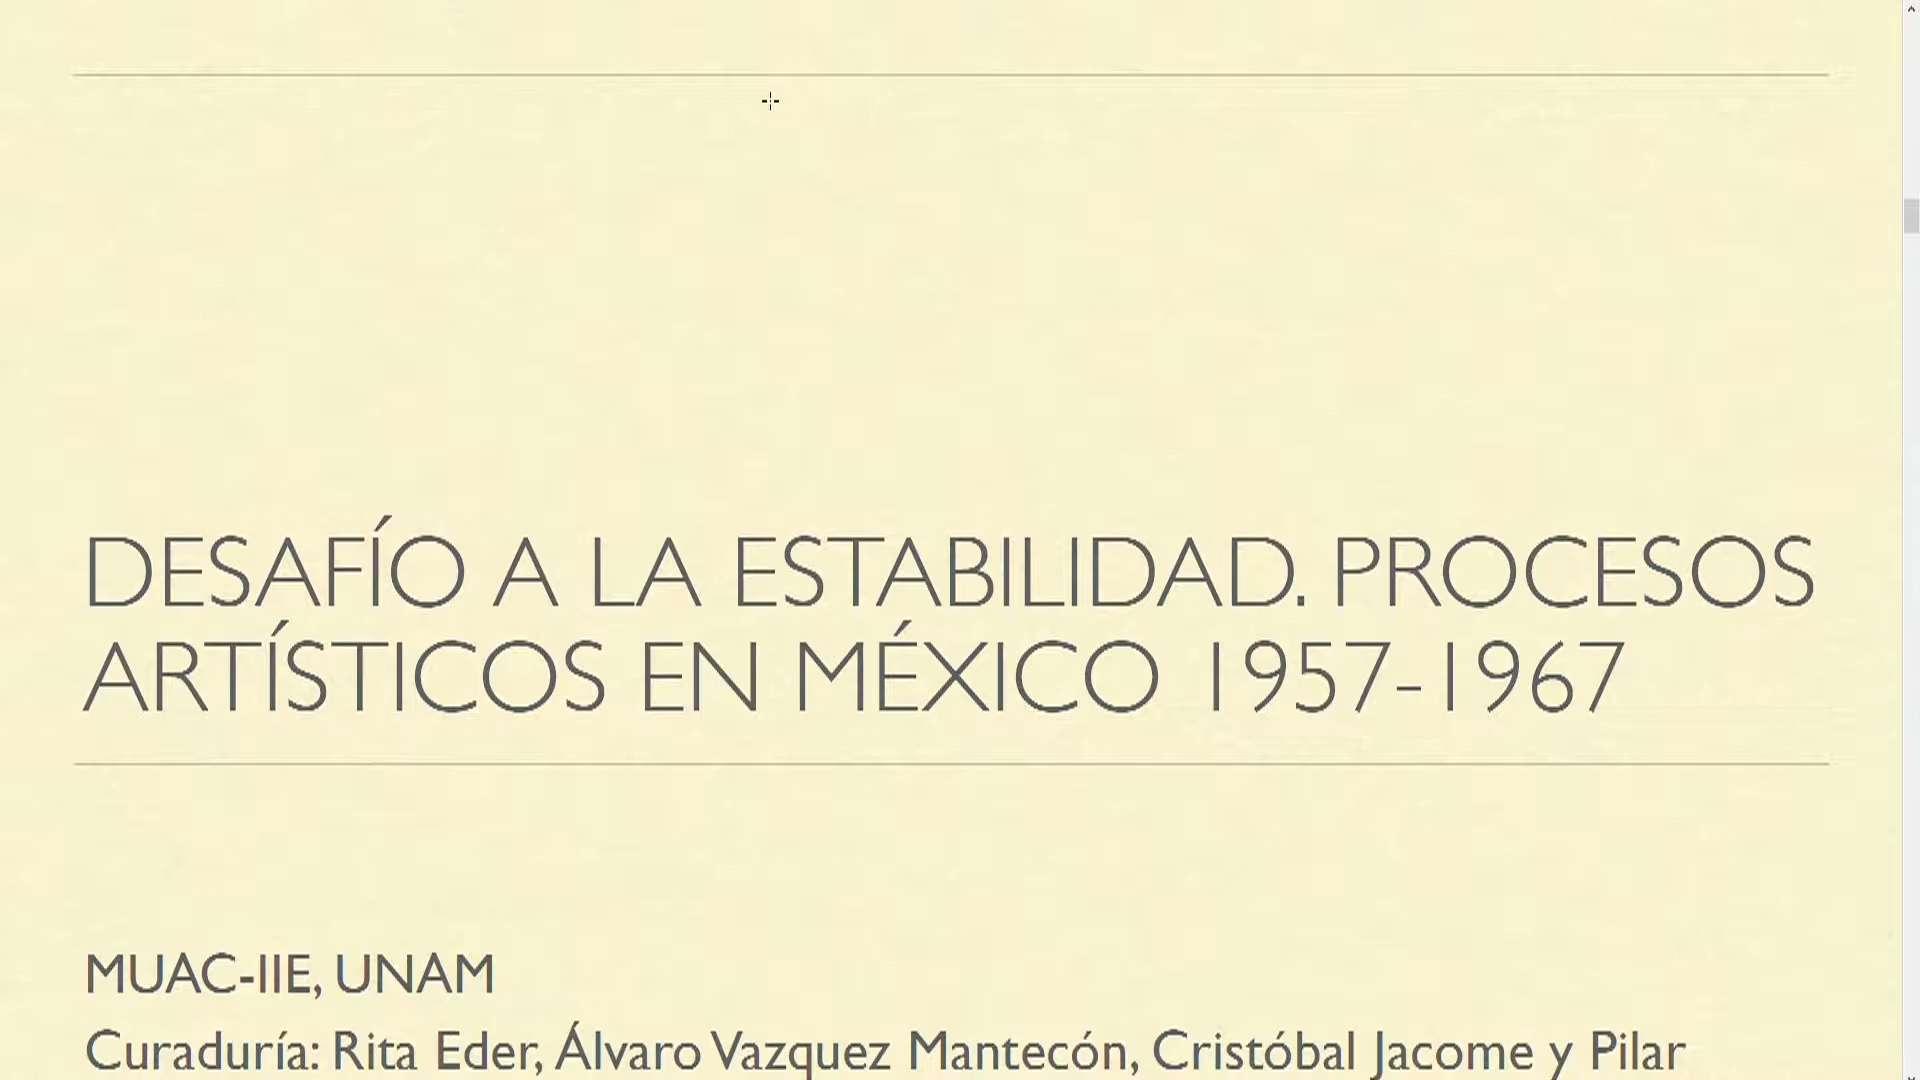 DESAFÍO A LA ESTABILIDAD. PROCESOS
ARTÍSTICOS EN MÉXICO 1957-1967
MUAC-IIE, UNAM
Curaduría: Rita Eder, Álvaro Vazquez Mantecón, Cristóbal Jacome y Pilar